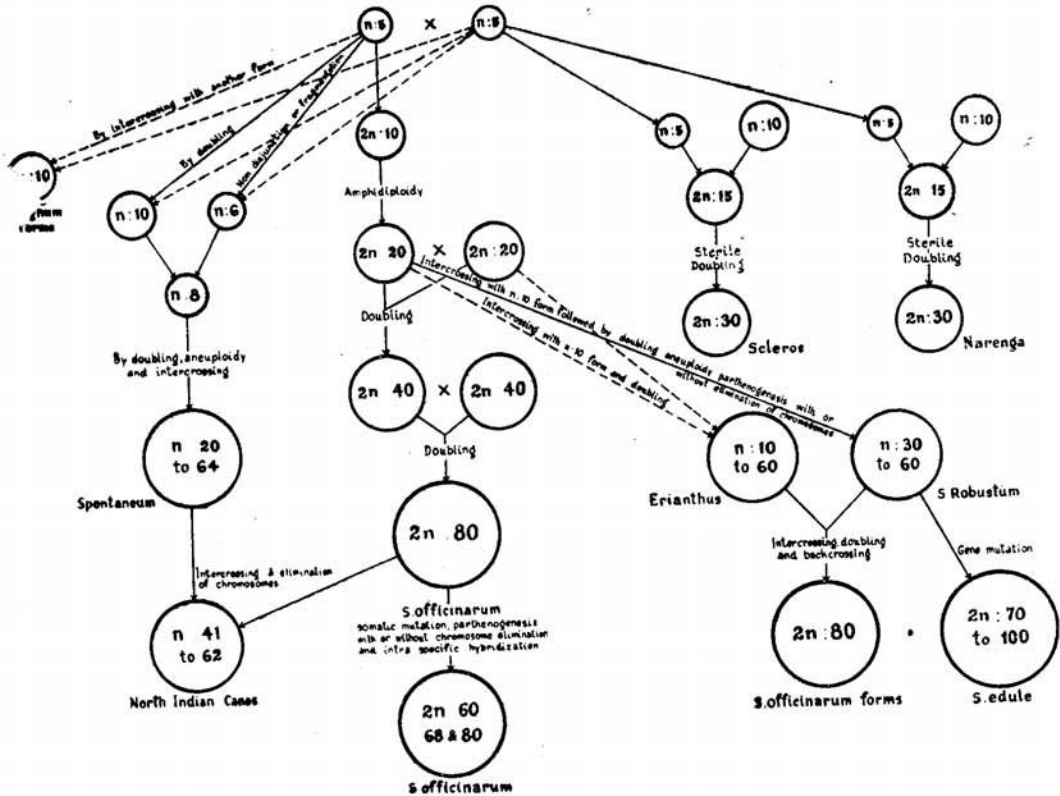 n:5 × n:5
By intercrossing with another form
By doubling
Non disjunction or fragmentation
n:5
n:10
n:5
n:10
2n:10
:10
n:10
n:6
2n:15
2n 15
Amphidiploidy
2n 20 × 2n:20
Sterile
Doubling
Sterile
Doubling
n:8
Intercrossing with n:10 form followed by doubling aneuploidy parthenogenesis with or
without elimination of chromosomes
Intercrossing with n:10 form and doubling
Doubling
2n:30
Scleros
2n:30
Narenga
By doubling, aneuploidy
and intercrossing
2n 40 × 2n 40
Doubling
n 20
to 64
Spontaneum
n:10
to 60
Erianthus
n:30
to 60
S Robustum
2n.80
Intercrossing, doubling
and backcrossing
Gene mutation
Intercrossing & elimination
of chromosomes
S.officinarum
somatic mutation, parthenogenesis
with or without chromosome elimination
and intra specific hybridization
n 41
to 62
North Indian Canes
2n:80
S.officinarum forms
2n:70
to 100
S.edule
2n 60
68 & 80
S officinarum